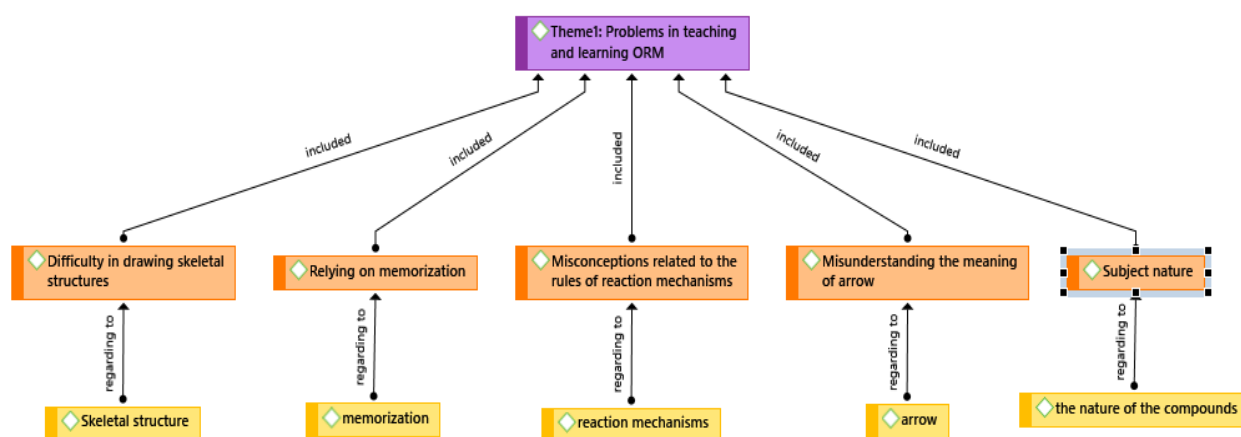 Theme1: Problems in teaching
and learning ORM
included
included
included
included
included
Difficulty in drawing skeletal
structures
Relying on memorization
Misconceptions related to the
rules of reaction mechanisms
Misunderstanding the meaning
of arrow
Subject nature
regarding to
regarding to
regarding to
regarding to
regarding to
Skeletal structure
memorization
reaction mechanisms
arrow
the nature of the compounds